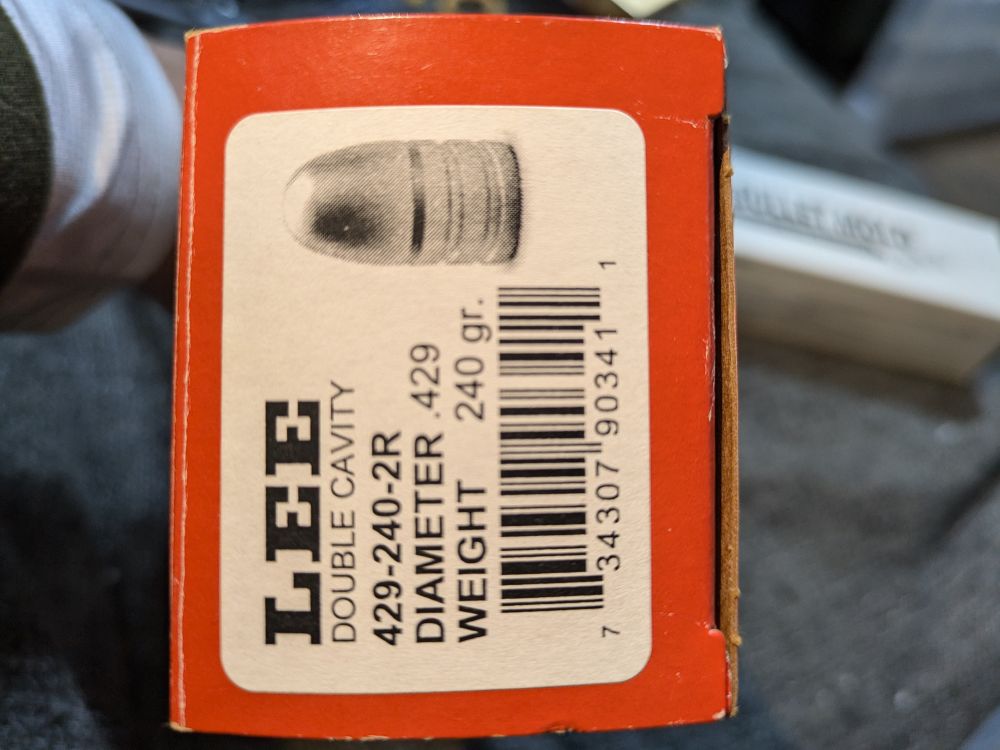 LEE
DOUBLE CAVITY
429-240-2R
DIAMETER .429
WEIGHT 240 gr.
7 34307 90341 1